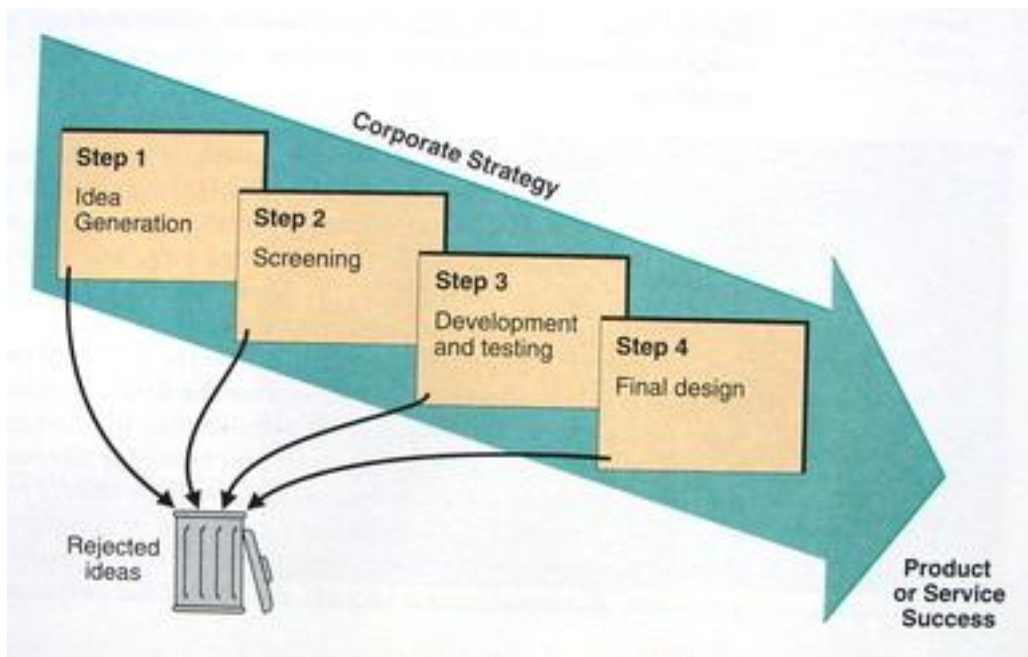 Corporate Strategy
Step 1
Idea
Generation
Step 2
Screening
Step 3
Development
and testing
Step 4
Final design
Rejected
ideas
Product
or Service
Success